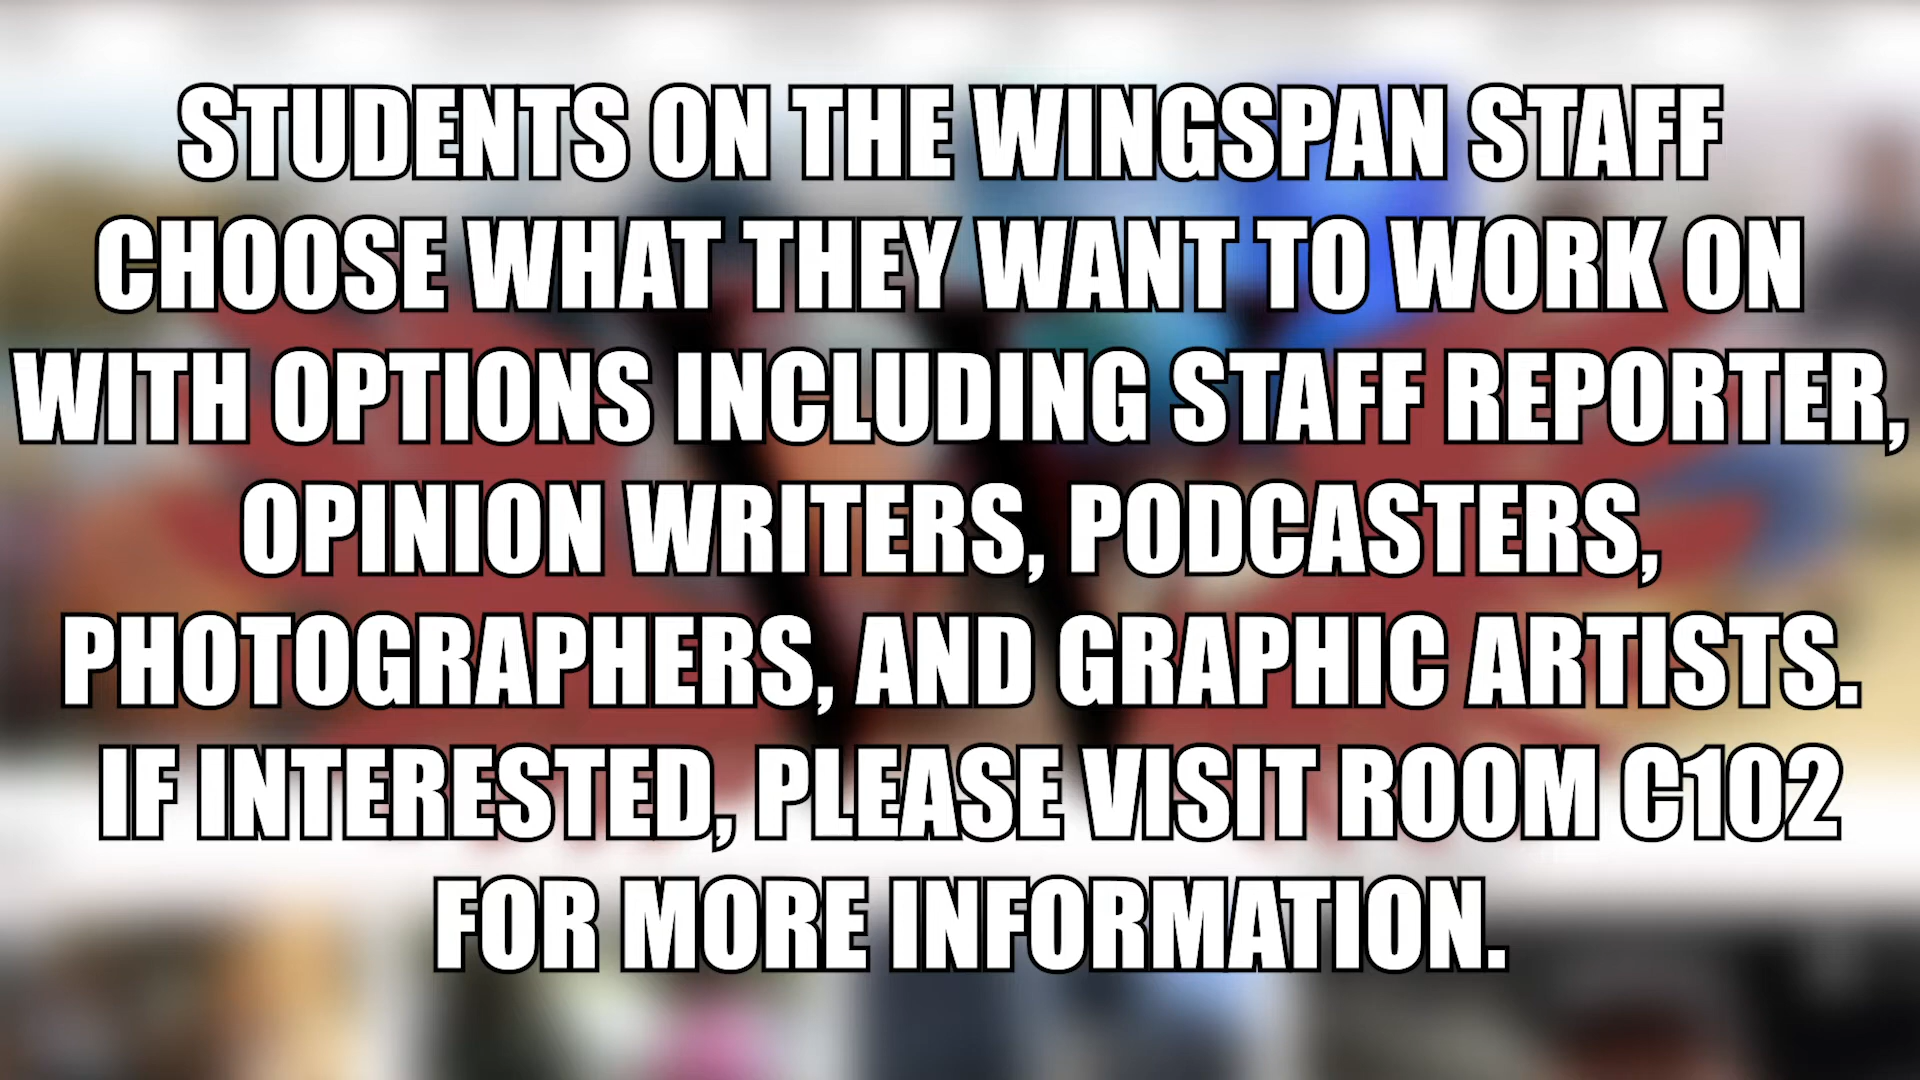 STUDENTS ON THE WINGSPAN STAFF
CHOOSE WHAT THEY WANT TO WORK ON
WITH OPTIONS INCLUDING STAFF REPORTER,
OPINION WRITERS, PODCASTERS,
PHOTOGRAPHERS, AND GRAPHIC ARTISTS.
IF INTERESTED, PLEASE VISIT ROOM C102
FOR MORE INFORMATION.